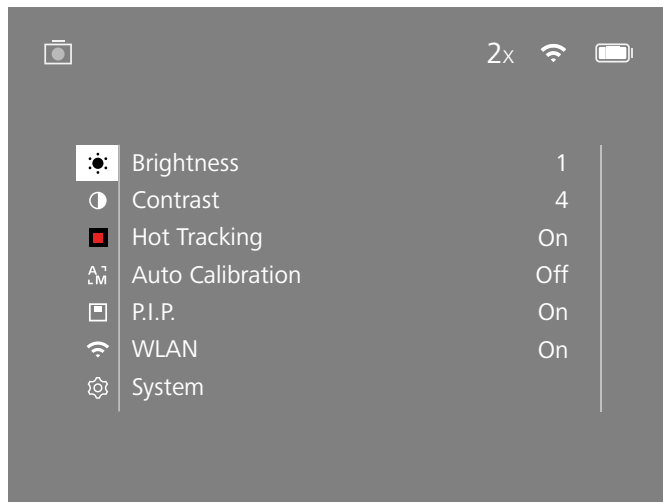 2x
Brightness 1
Contrast 4
Hot Tracking On
A M Auto Calibration Off
P.I.P. On
WLAN On
System